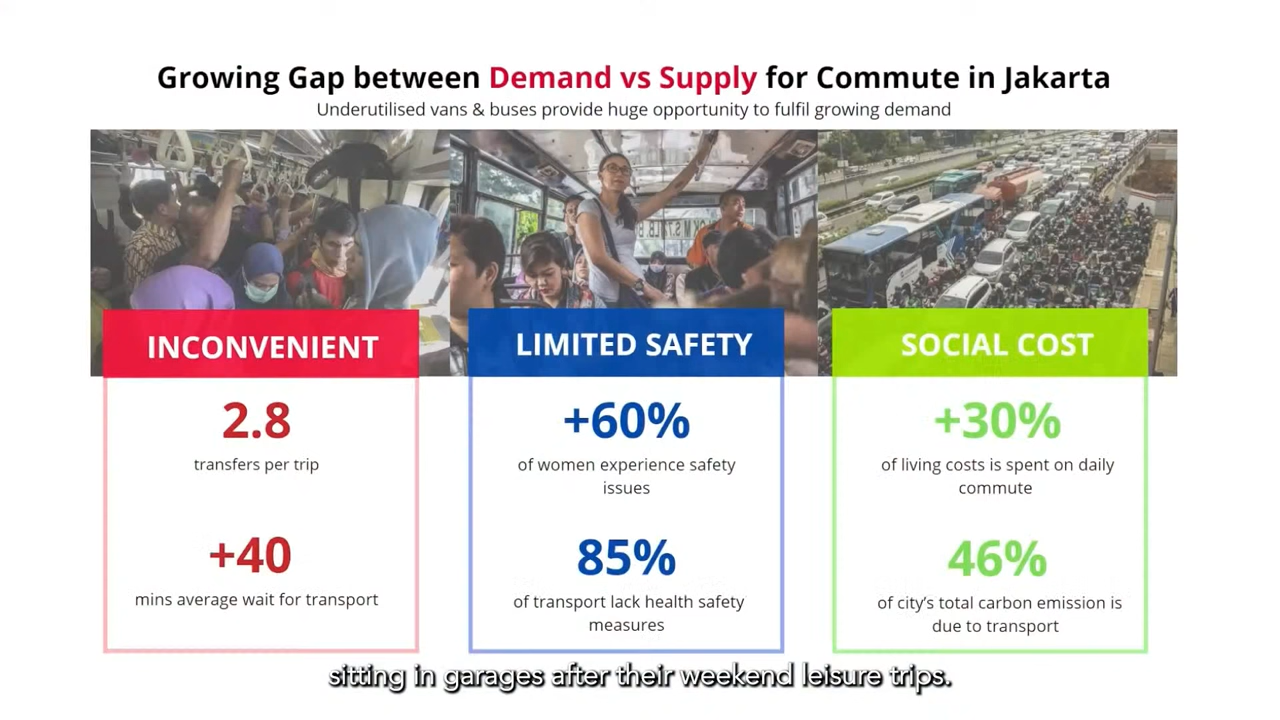 Growing Gap between Demand vs Supply for Commute in Jakarta
Underutilised vans & buses provide huge opportunity to fulfil growing demand
INCONVENIENT
2.8
transfers per trip
+40
mins average wait for transport
LIMITED SAFETY
+60%
of women experience safety
issues
85%
of transport lack health safety
measures
SOCIAL COST
+30%
of living costs is spent on daily
commute
46%
of city's total carbon emission is
due to transport
sitting in garages after their weekend leisure trips.